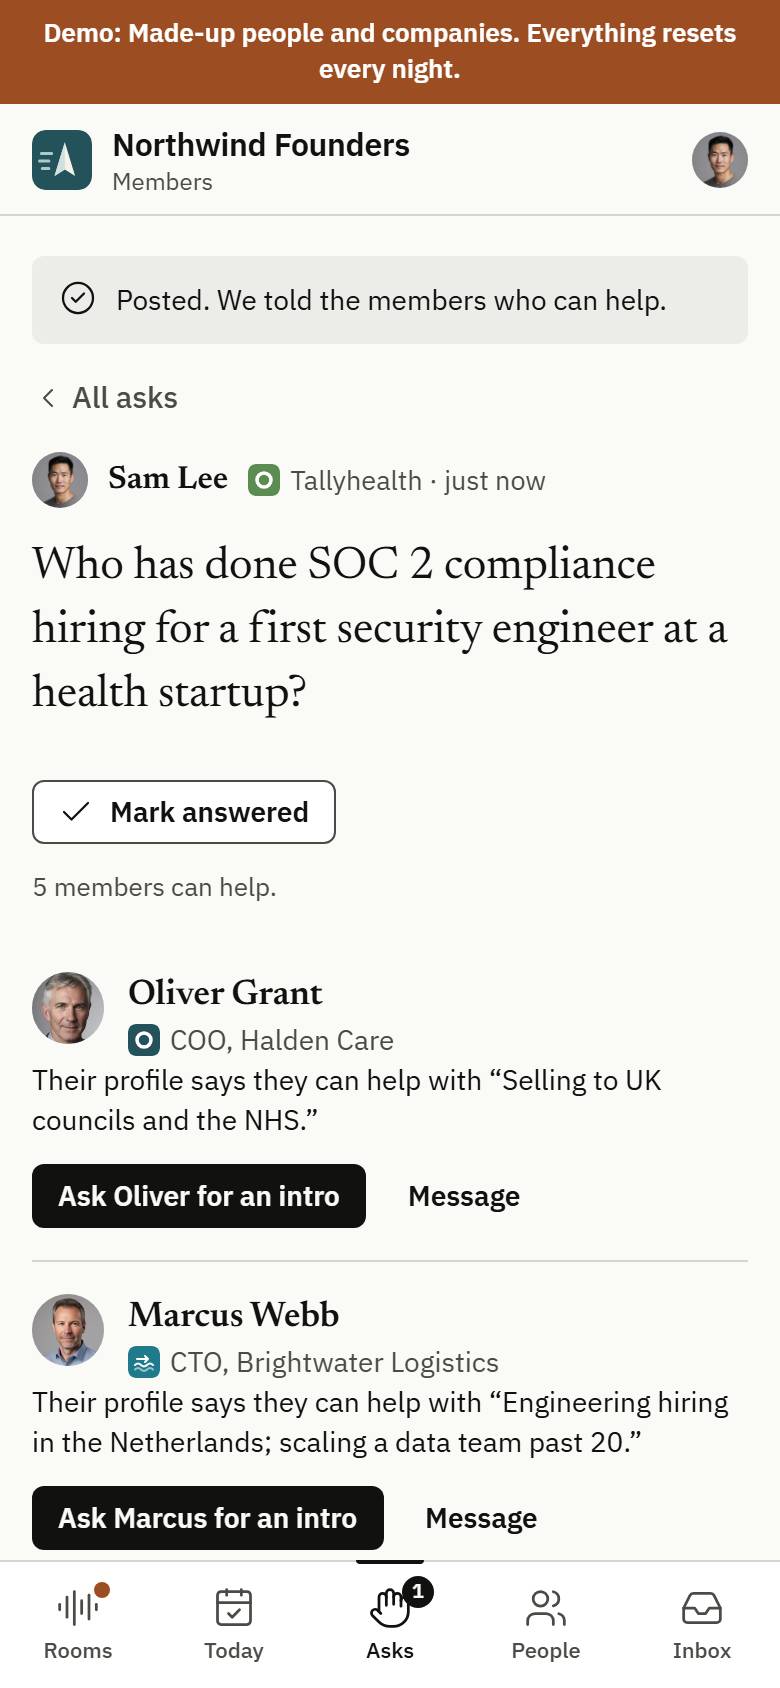 Demo: Made-up people and companies. Everything resets
every night.
Northwind Founders
Members
Posted. We told the members who can help.
All asks
Sam Lee Tallyhealth · just now
Who has done SOC 2 compliance
hiring for a first security engineer at a
health startup?
Mark answered
5 members can help.
Oliver Grant
COO, Halden Care
Their profile says they can help with “Selling to UK
councils and the NHS.”
Ask Oliver for an intro Message
Marcus Webb
CTO, Brightwater Logistics
Their profile says they can help with “Engineering hiring
in the Netherlands; scaling a data team past 20.”
Ask Marcus for an intro Message
1
Rooms Today Asks People Inbox